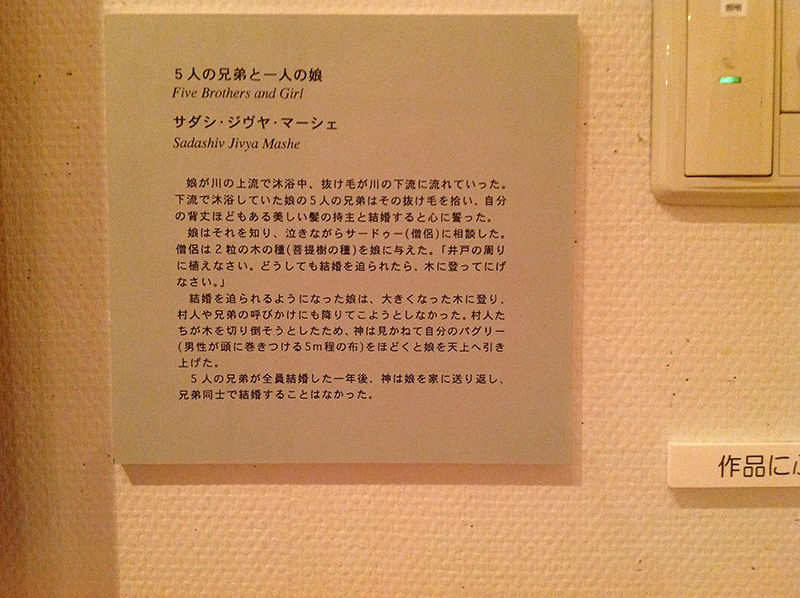 5人の兄弟と一人の娘
Five Brothers and Girl
サダシ・ジヴヤ・マーシェ
Sadashiv Jivya Mashe
娘が川の上流で沐浴中、抜け毛が川の下流に流れていった。
下流で沐浴していた娘の5人の兄弟はその抜け毛を拾い、自分
の背丈ほどもある美しい髪の持主と結婚すると心に誓った。
娘はそれを知り、泣きながらサードゥー(僧侶)に相談した。
僧侶は2粒の木の種(菩提樹の種)を娘に与えた。「井戸の周り
に植えなさい。どうしても結婚を迫られたら、木に登ってにげ
なさい。」
結婚を迫られるようになった娘は、大きくなった木に登り、
村人や兄弟の呼びかけにも降りてこようとしなかった。村人た
ちが木を切り倒そうとしたため、神は見かねて自分のパグリー
(男性が頭に巻きつける5m程の布)をほどくと娘を天上へ引き
上げた。
5人の兄弟が全員結婚した一年後、神は娘を家に送り返し、
兄弟同士で結婚することはなかった。
照明
作品に